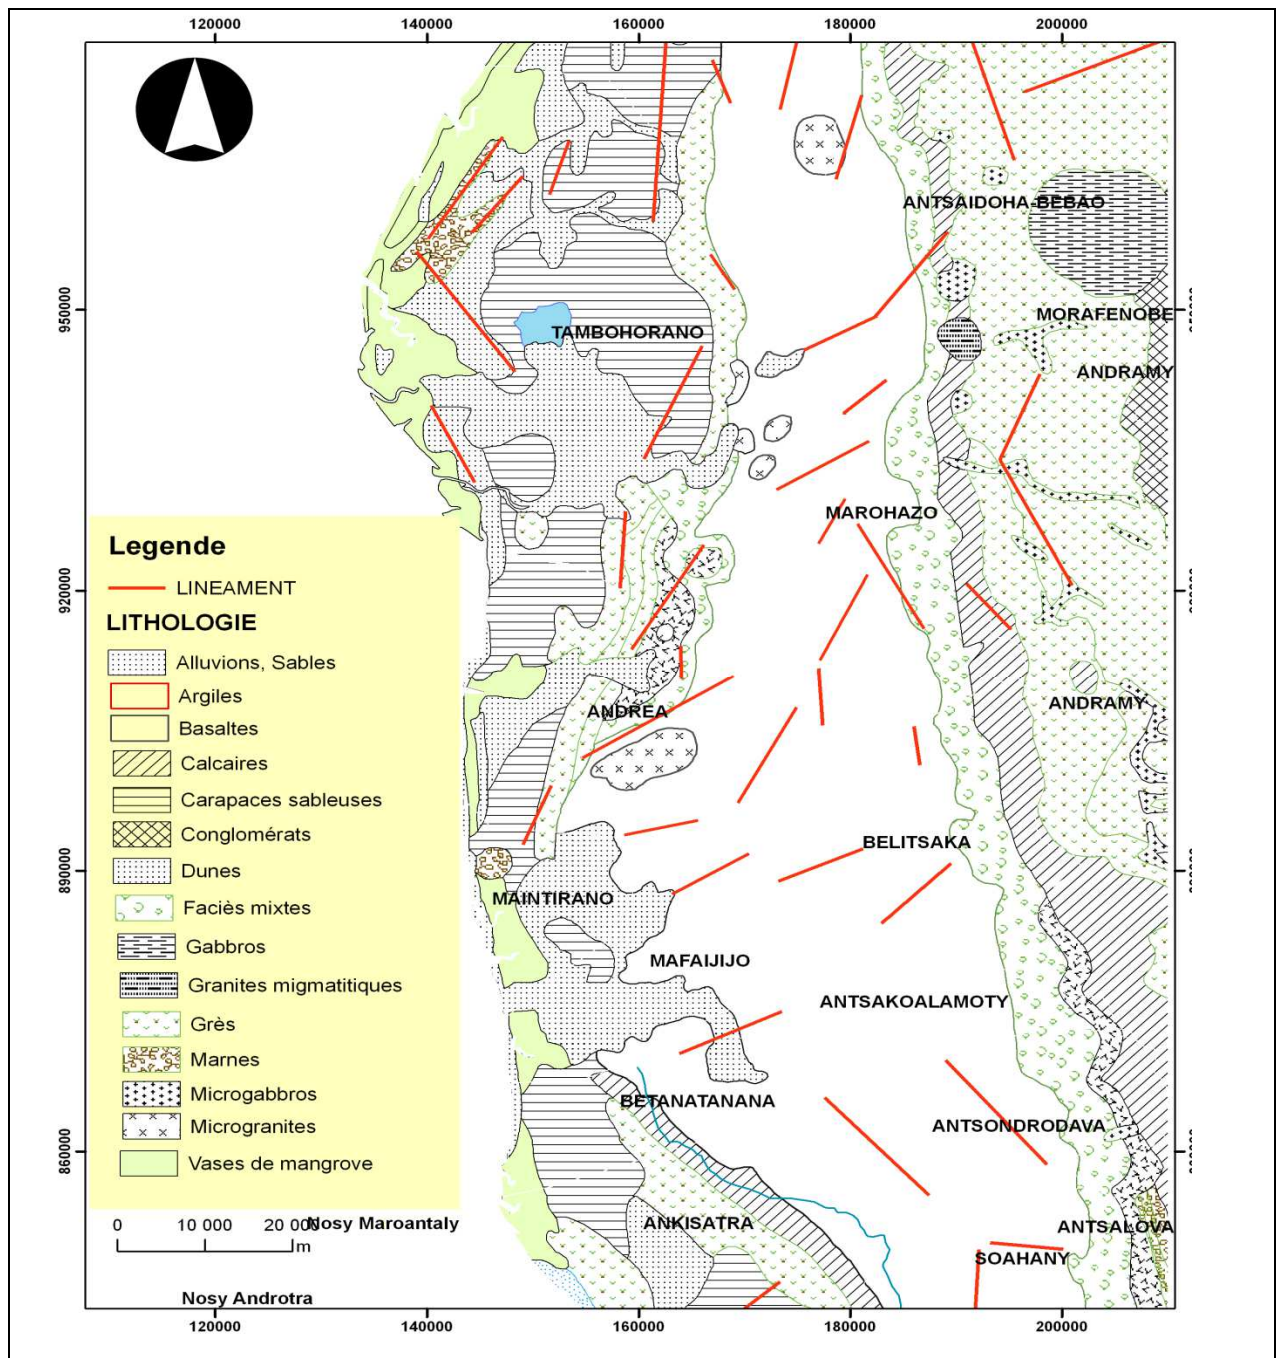 120000 140000 160000 180000 200000
ANTSAIDOHA-BEBAO
950000
MORAFENOBE
TAMBOHORANO
ANDRAMY
MAROHAZO
Legende
LINEAMENT
920000
LITHOLOGIE
Alluvions, Sables
Argiles
Basaltes
Calcaires
Carapaces sableuses
Conglomérats
Dunes
Faciès mixtes
Gabbros
Granites migmatitiques
Grès
Marnes
Microgabbros
Microgranites
Vases de mangrove
ANDRAMY
ANDREA
BELITSAKA
890000
MAINTIRANO
MAFAIJIJO
ANTSAKOALAMOTY
BETANATANANA
ANTSONDRODAVA
860000
0 10 000 20 000
m
Nosy Maroantaly
ANKISATRA
ANTSALOVA
SOAHANY
Nosy Androtra
120000 140000 160000 180000 200000